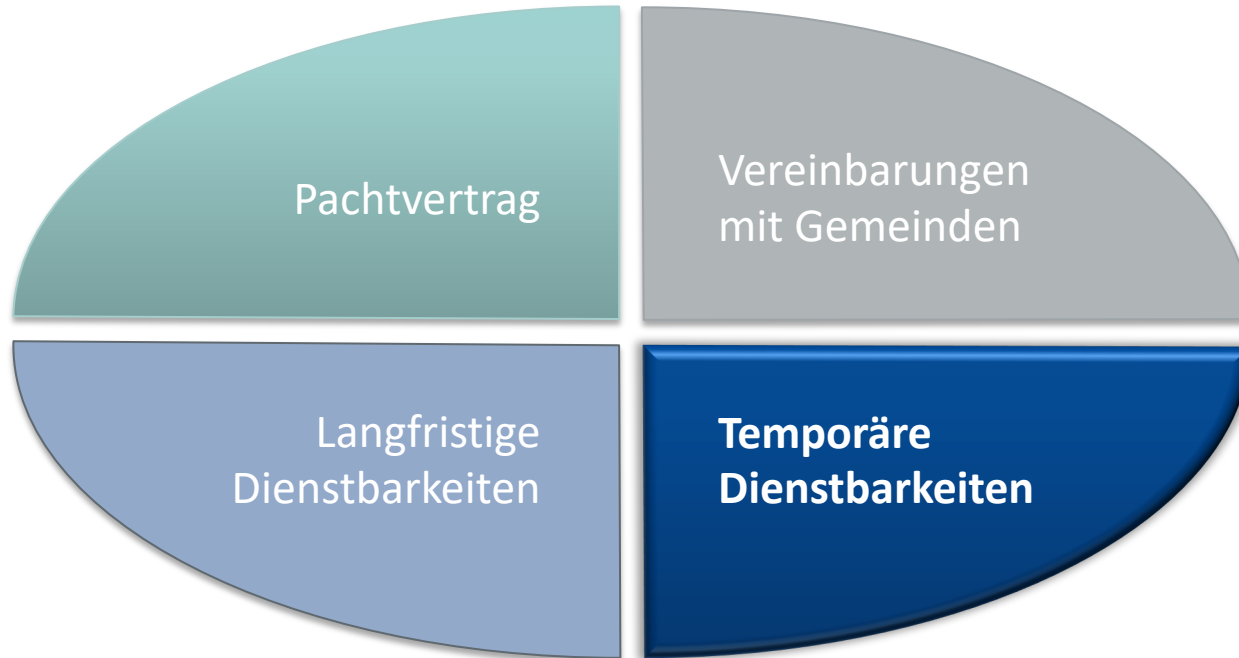 Pachtvertrag
Vereinbarungen
mit Gemeinden
Langfristige
Dienstbarkeiten
Temporäre
Dienstbarkeiten